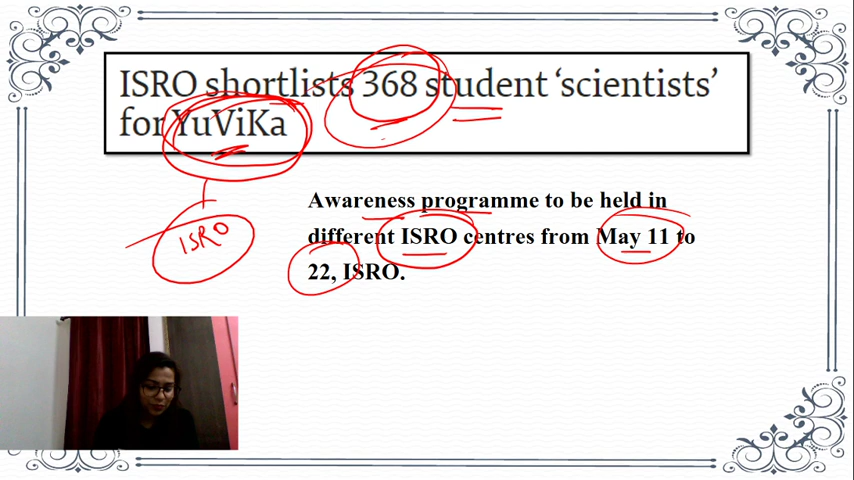 ISRO shortlists 368 student ‘scientists’
for YuViKa
ISRO
Awareness programme to be held in
different ISRO centres from May 11 to
22, ISRO.